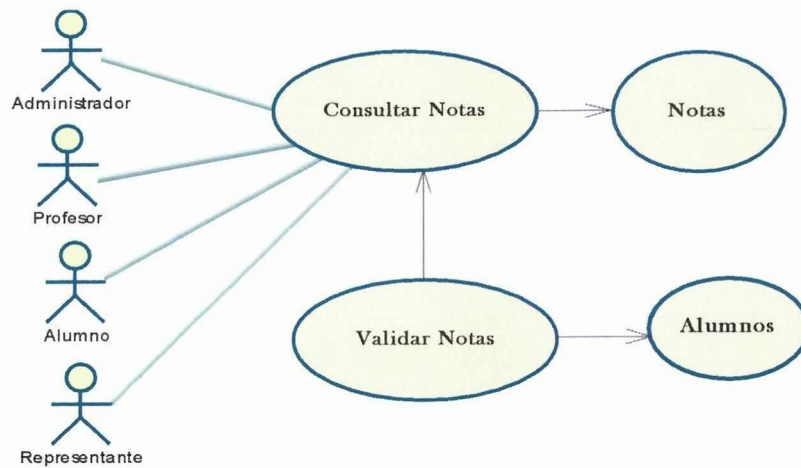 Administrador
Consultar Notas
Notas
Profesor
Alumno
Validar Notas
Alumnos
Representante